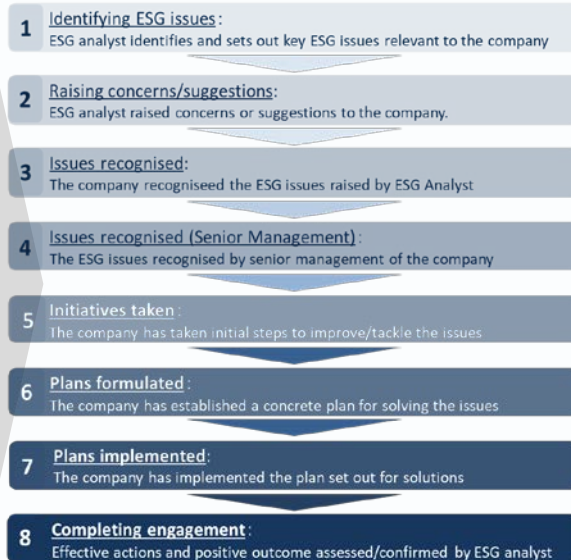 1
Identifying ESG issues:
ESG analyst identifies and sets out key ESG issues relevant to the company
2
Raising concerns/suggestions:
ESG analyst raised concerns or suggestions to the company.
3
Issues recognised:
The company recogniseed the ESG issues raised by ESG Analyst
4
Issues recognised (Senior Management):
The ESG issues recognised by senior management of the company
5
Initiatives taken:
The company has taken initial steps to improve/tackle the issues
6
Plans formulated:
The company has established a concrete plan for solving the issues
7
Plans implemented:
The company has implemented the plan set out for solutions
8
Completing engagement:
Effective actions and positive outcome assessed/confirmed by ESG analyst